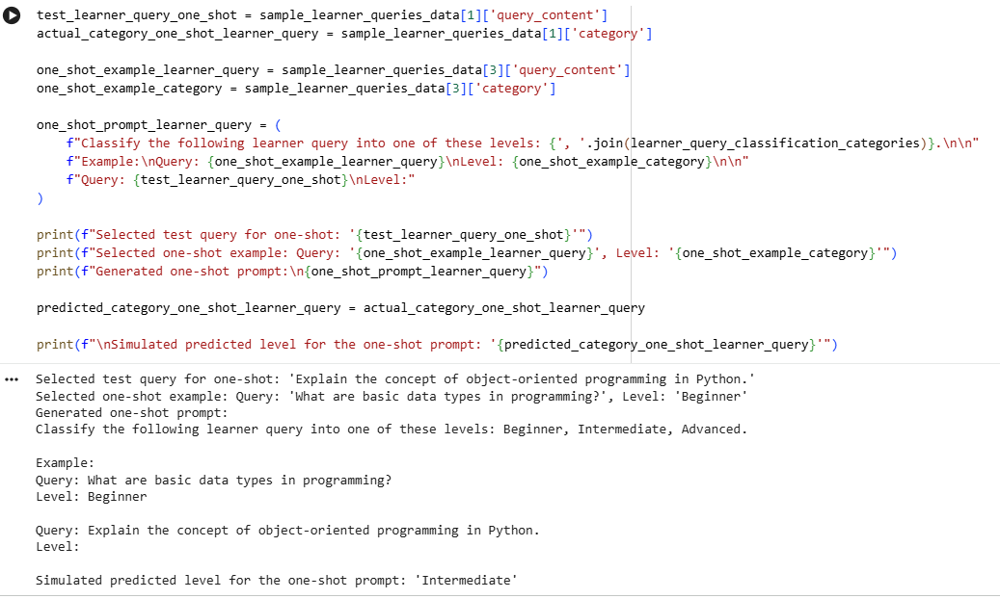 test_learner_query_one_shot = sample_learner_queries_data[1]['query_content']
actual_category_one_shot_learner_query = sample_learner_queries_data[1]['category']

one_shot_example_learner_query = sample_learner_queries_data[3]['query_content']
one_shot_example_category = sample_learner_queries_data[3]['category']

one_shot_prompt_learner_query = (
    f"Classify the following learner query into one of these levels: {', '.join(learner_query_classification_categories)}.\n\n"
    f"Example:\nQuery: {one_shot_example_learner_query}\nLevel: {one_shot_example_category}\n\n"
    f"Query: {test_learner_query_one_shot}\nLevel:"
)

print(f"Selected test query for one-shot: '{test_learner_query_one_shot}'")
print(f"Selected one-shot example: Query: '{one_shot_example_learner_query}', Level: '{one_shot_example_category}'")
print(f"Generated one-shot prompt:\n{one_shot_prompt_learner_query}")

predicted_category_one_shot_learner_query = actual_category_one_shot_learner_query

print(f"\nSimulated predicted level for the one-shot prompt: '{predicted_category_one_shot_learner_query}'")

Selected test query for one-shot: 'Explain the concept of object-oriented programming in Python.'
Selected one-shot example: Query: 'What are basic data types in programming?', Level: 'Beginner'
Generated one-shot prompt:
Classify the following learner query into one of these levels: Beginner, Intermediate, Advanced.

Example:
Query: What are basic data types in programming?
Level: Beginner

Query: Explain the concept of object-oriented programming in Python.
Level:

Simulated predicted level for the one-shot prompt: 'Intermediate'